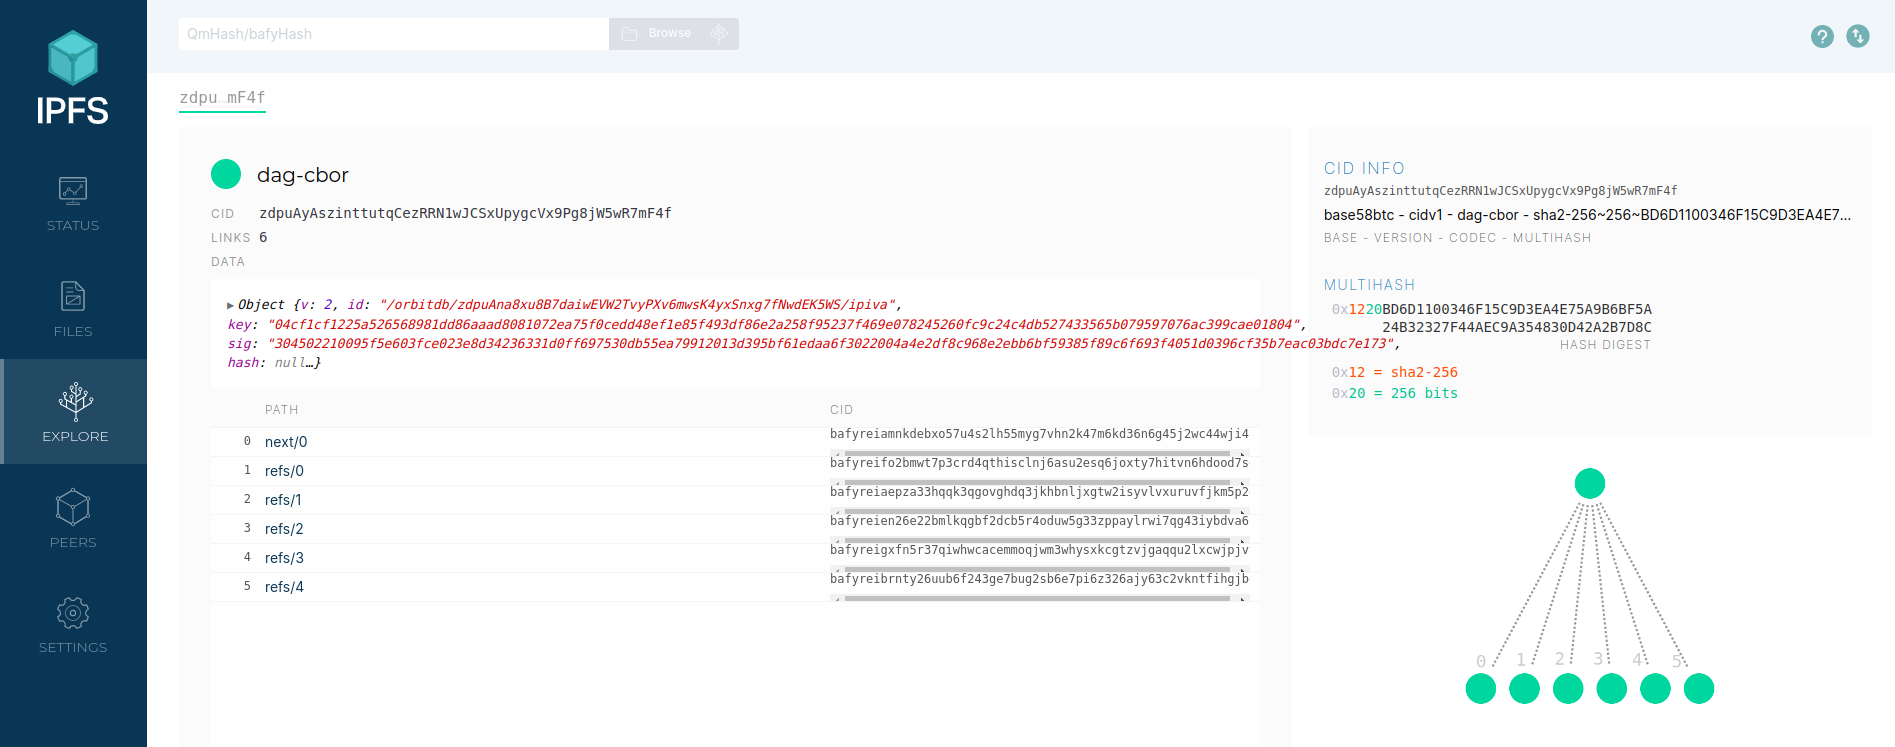 IPFS
STATUS
FILES
EXPLORE
PEERS
SETTINGS
QmHash/bafyHash
Browse
?
zdpu…mF4f
dag-cbor
CID zdpuAyAszinttutqCezRRN1wJCSxUpygcVx9Pg8jW5wR7mF4f
LINKS 6
DATA
▶Object {v: 2, id: "/orbitdb/zdpuAna8xu8B7daiwEVW2TvyPXv6mwsK4yxSnxg7fNwdEK5WS/ipiva",
key: "04cf1cf1225a526568981dd86aaad8081072ea75f0cedd48ef1e85f493df86e2a258f95237f469e078245260fc9c24c4db527433565b079597076ac399cae01804",
sig: "304502210095f5e603fce023e8d34236331d0ff697530db55ea79912013d395bf61edaa6f3022004a4e2df8c968e2ebb6bf59385f89c6f693f4051d0396cf35b7eac03bdc7e173",
hash: null…}
PATH CID
0 next/0 bafyreiamnkdebxo57u4s2lh55myg7vhn2k47m6kd36n6g45j2wc44wji4
1 refs/0 bafyreifo2bmwt7p3crd4qthisclnj6asu2esq6joxty7hitvn6hdood7s
2 refs/1 bafyreiaepza33hqqk3qgovghdq3jkhbnljxgtw2isyvlvxuruvfjkm5p2
3 refs/2 bafyreien26e22bmlkqgbf2dcb5r4oduw5g33zppaylrwi7qg43iybdva6
4 refs/3 bafyreigxfn5r37qiwhwcacemmoqjwm3whysxkcgtzvjgaqqu2lxcwjpjv
5 refs/4 bafyreibrnty26uub6f243ge7bug2sb6e7pi6z326ajy63c2vkntfihgjb
CID INFO
zdpuAyAszinttutqCezRRN1wJCSxUpygcVx9Pg8jW5wR7mF4f
base58btc - cidv1 - dag-cbor - sha2-256~256~BD6D1100346F15C9D3EA4E7...
BASE - VERSION - CODEC - MULTIHASH
MULTIHASH
0x1220BD6D1100346F15C9D3EA4E75A9B6BF5A
24B32327F44AEC9A354830D42A2B7D8C
HASH DIGEST
0x12 = sha2-256
0x20 = 256 bits
0 1 2 3 4 5